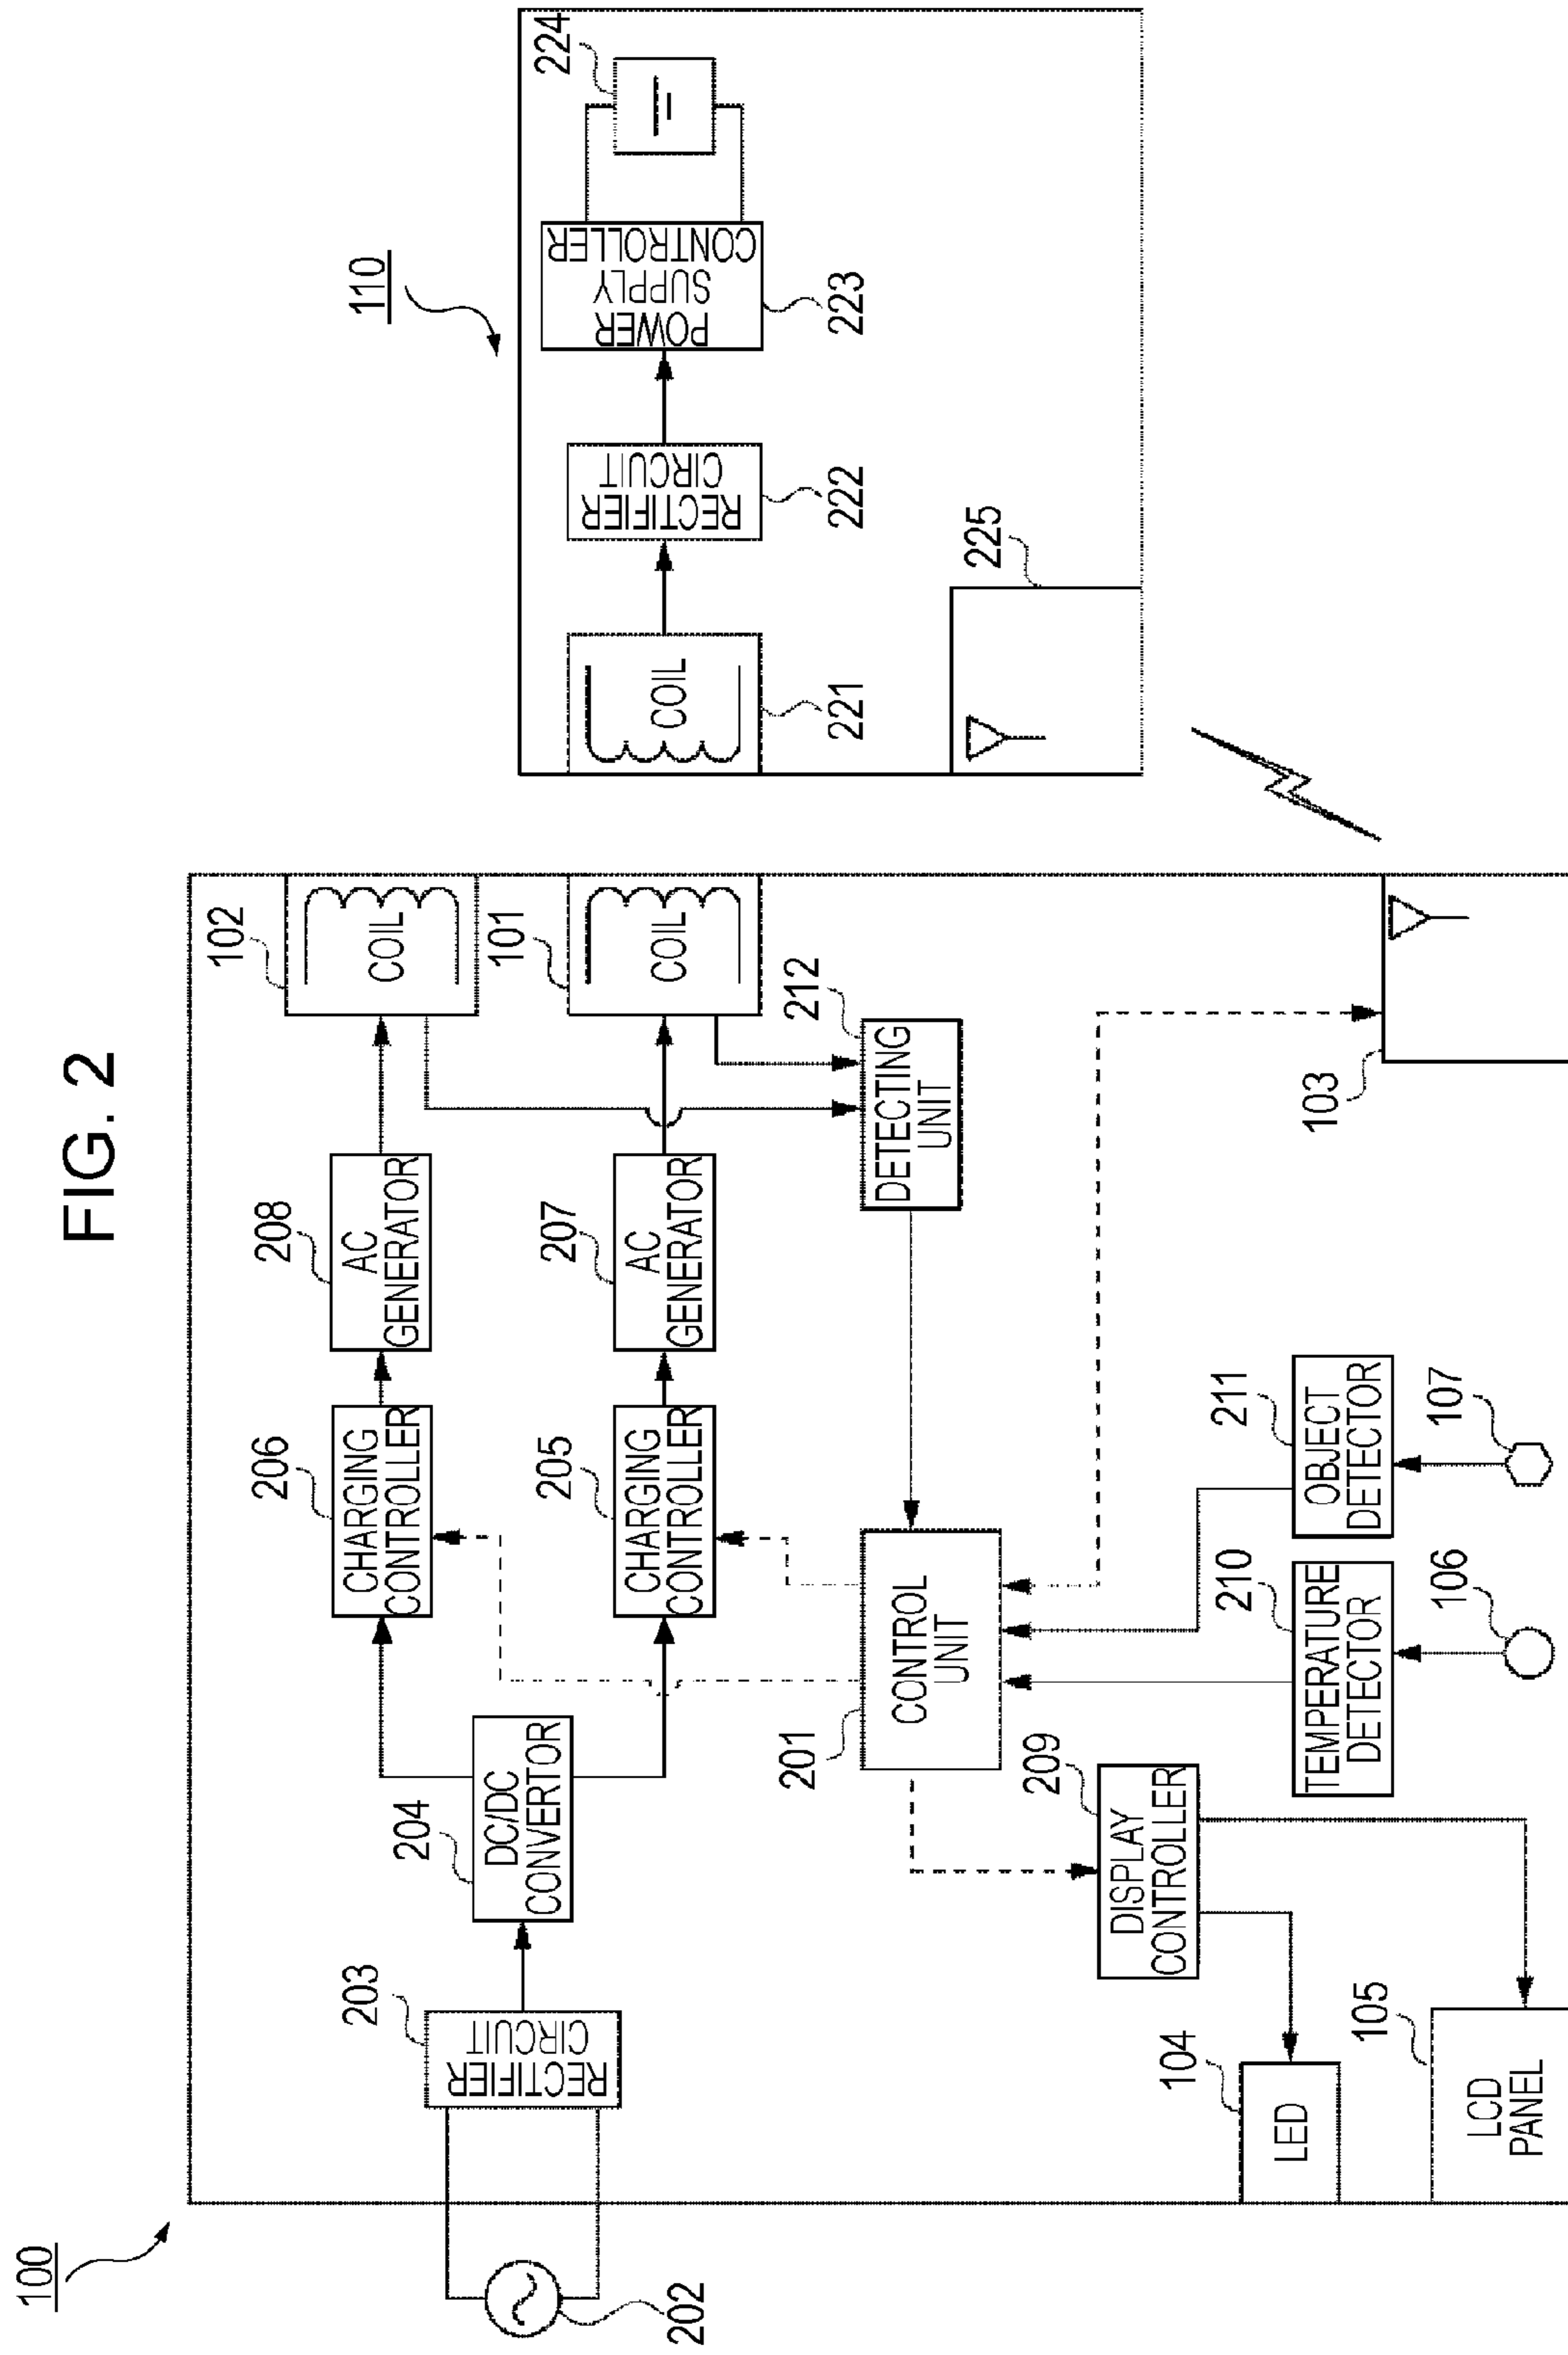 FIG. 2
100
102
COIL
208
AC
GENERATOR
206
CHARGING
CONTROLLER
101
COIL
207
AC
GENERATOR
205
CHARGING
CONTROLLER
204
DC/DC
CONVERTOR
203
RECTIFIER
CIRCUIT
202
212
DETECTING
UNIT
201
CONTROL
UNIT
103
209
DISPLAY
CONTROLLER
210
TEMPERATURE
DETECTOR
211
OBJECT
DETECTOR
106
107
104
LED
105
LCD
PANEL
110
221
COIL
222
RECTIFIER
CIRCUIT
223
POWER
SUPPLY
CONTROLLER
224
225